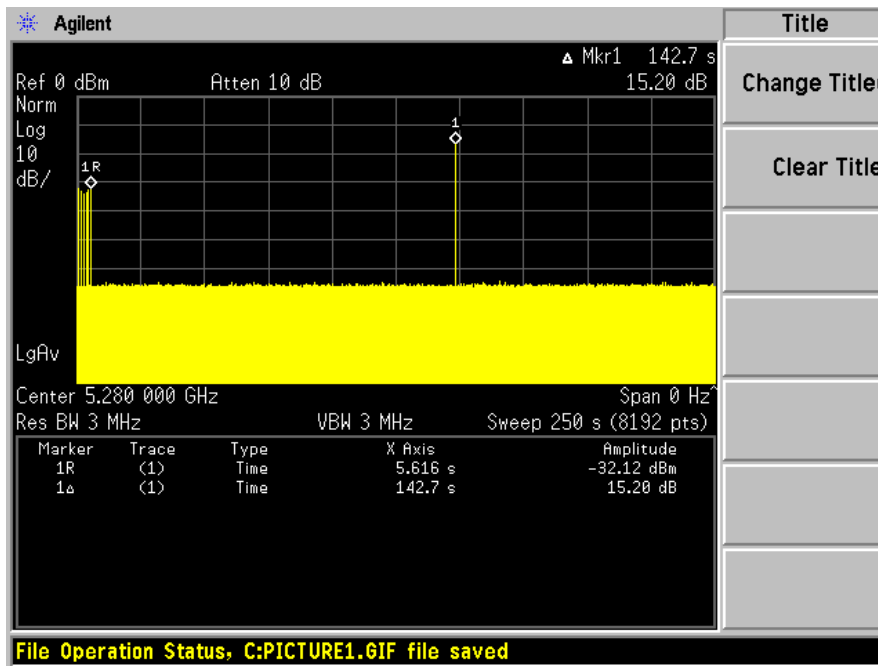 Agilent
Title
Δ Mkr1 142.7 s
Ref 0 dBm Atten 10 dB 15.20 dB
Norm
Log
10
dB/
1R
1
LgAv
Center 5.280 000 GHz Span 0 Hz^
Res BW 3 MHz VBW 3 MHz Sweep 250 s (8192 pts)
Marker Trace Type X Axis Amplitude
1R (1) Time 5.616 s -32.12 dBm
1Δ (1) Time 142.7 s 15.20 dB
Change Title
Clear Title
File Operation Status, C:PICTURE1.GIF file saved